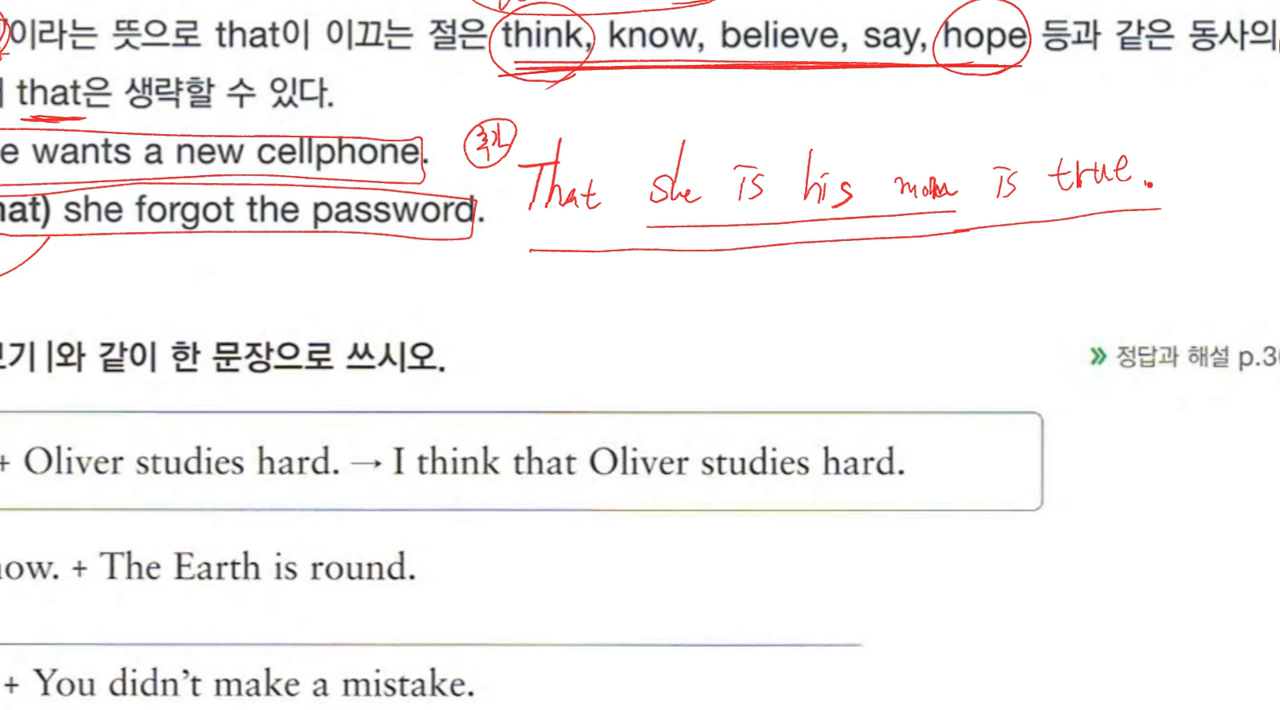 이라는 뜻으로 that이 이끄는 절은 think, know, believe, say, hope 등과 같은 동사의
that은 생략할 수 있다.
e wants a new cellphone.
추가 That she is his mom is true.
hat) she forgot the password.
보기 |와 같이 한 문장으로 쓰시오.
» 정답과 해설 p.30
+ Oliver studies hard. → I think that Oliver studies hard.
now. + The Earth is round.
+ You didn't make a mistake.